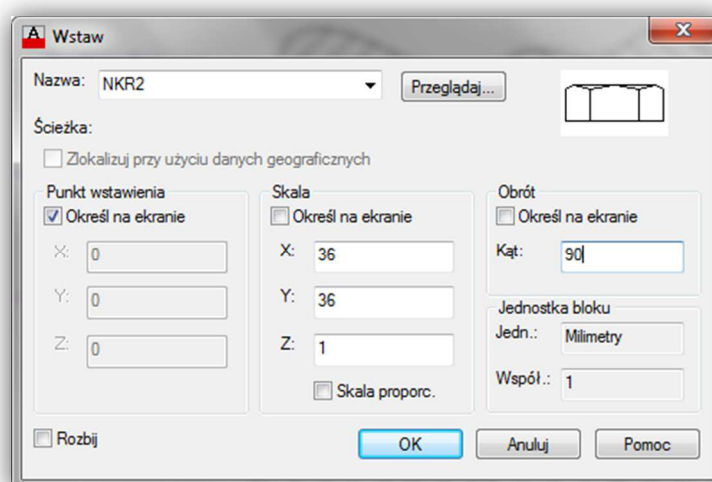 A Wstaw
Nazwa: NKR2 Przeglądaj...
Ścieżka:
Zlokalizuj przy użyciu danych geograficznych
Punkt wstawienia
Określ na ekranie
X: 0
Y: 0
Z: 0
Skala
Określ na ekranie
X: 36
Y: 36
Z: 1
Skala proporc.
Obrót
Określ na ekranie
Kąt: 90
Jednostka bloku
Jedn.: Milimetry
Współ.: 1
Rozbij
OK Anuluj Pomoc